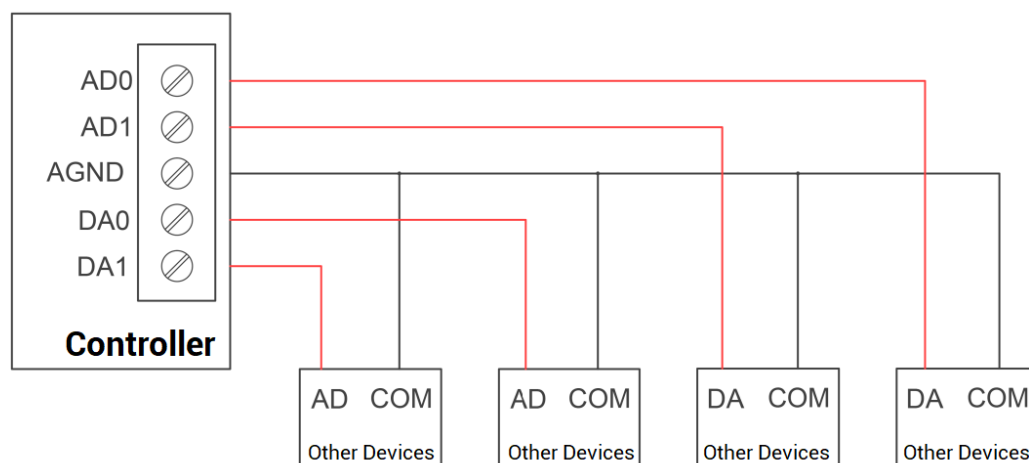 AD0
AD1
AGND
DA0
DA1
Controller
AD COM
Other Devices
AD COM
Other Devices
DA COM
Other Devices
DA COM
Other Devices